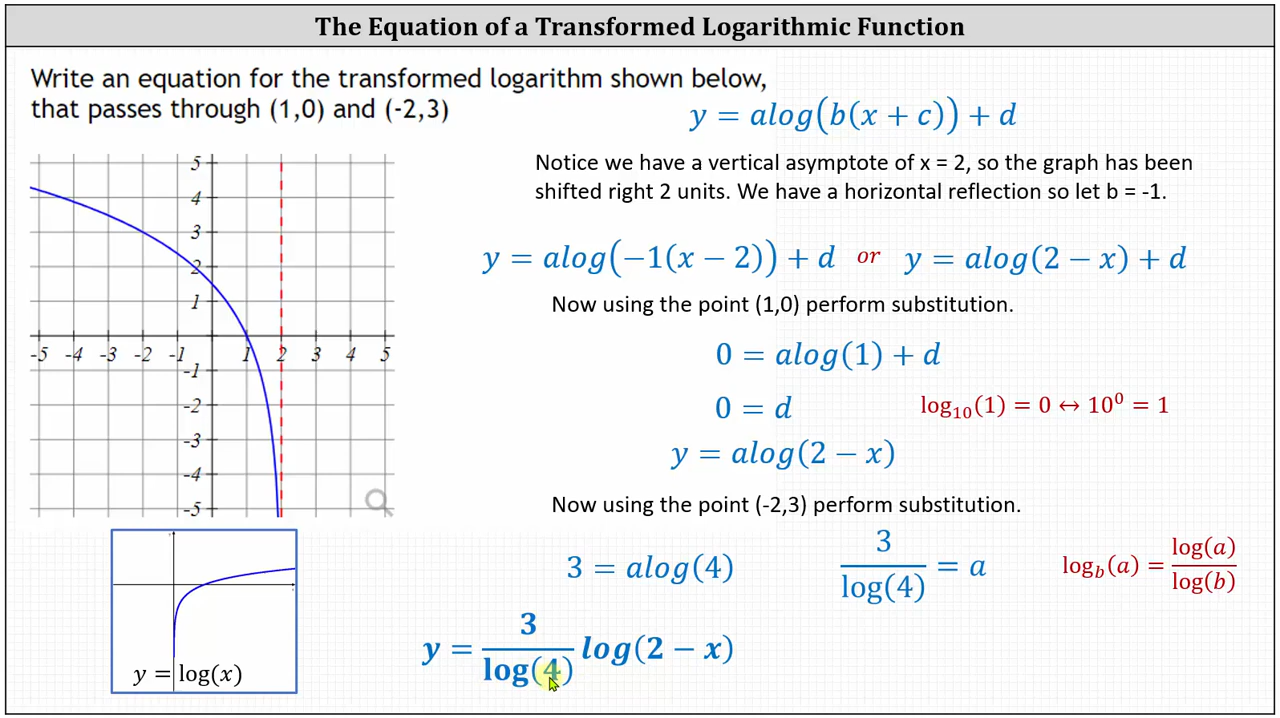 The Equation of a Transformed Logarithmic Function
Write an equation for the transformed logarithm shown below,
that passes through (1,0) and (-2,3)
y = alog(b(x + c)) + d
Notice we have a vertical asymptote of x = 2, so the graph has been
shifted right 2 units. We have a horizontal reflection so let b = -1.
y = alog(−1(x − 2)) + d or y = alog(2 − x) + d
Now using the point (1,0) perform substitution.
0 = alog(1) + d
0 = d log₁₀(1) = 0 ↔ 10⁰ = 1
y = alog(2 − x)
Now using the point (-2,3) perform substitution.
3 = alog(4) 3/log(4) = a log_b(a) = log(a)/log(b)
y = 3/log(4) log(2 − x)
5
4
3
2
1
-5 -4 -3 -2 -1 1 2 3 4 5
-1
-2
-3
-4
-5
y = log(x)